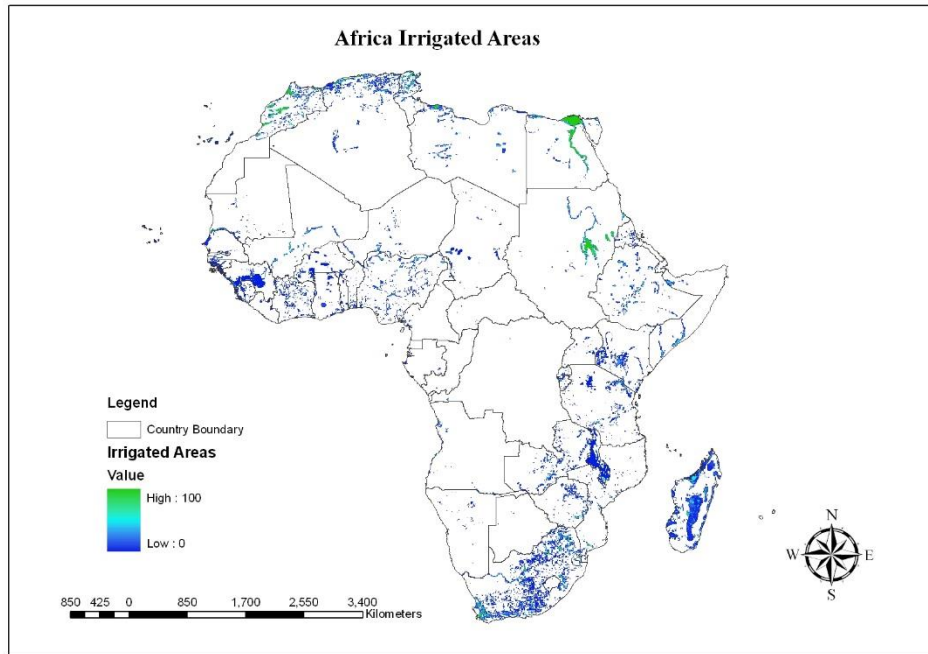 Africa Irrigated Areas
Legend
Country Boundary
Irrigated Areas
Value
High : 100
Low : 0
N
W E
S
850 425 0 850 1,700 2,550 3,400
Kilometers